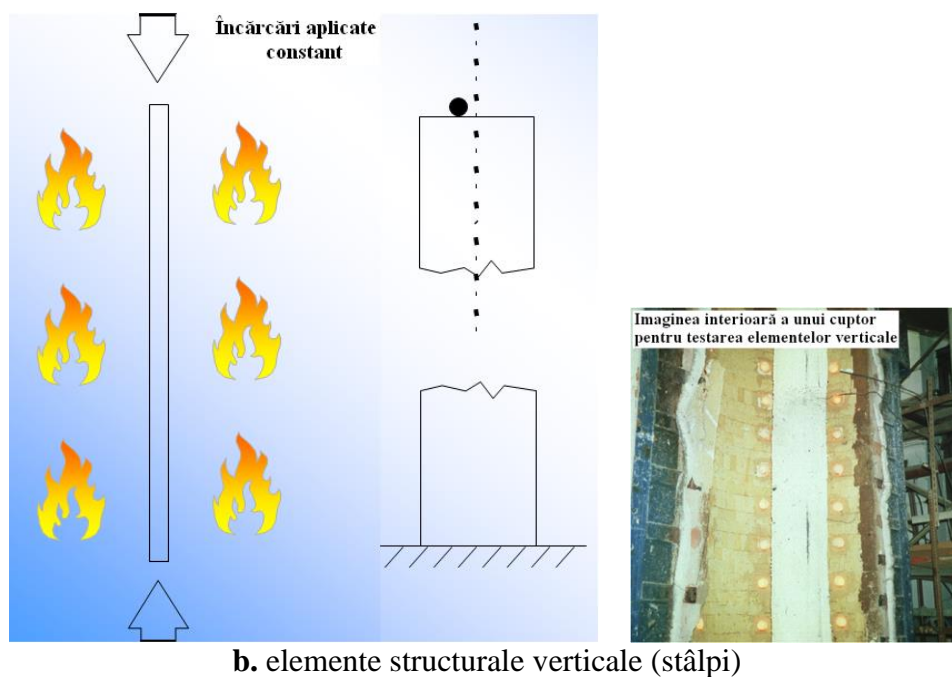 Încărcări aplicate
constant
Imaginea interioară a unui cuptor
pentru testarea elementelor verticale
b. elemente structurale verticale (stâlpi)